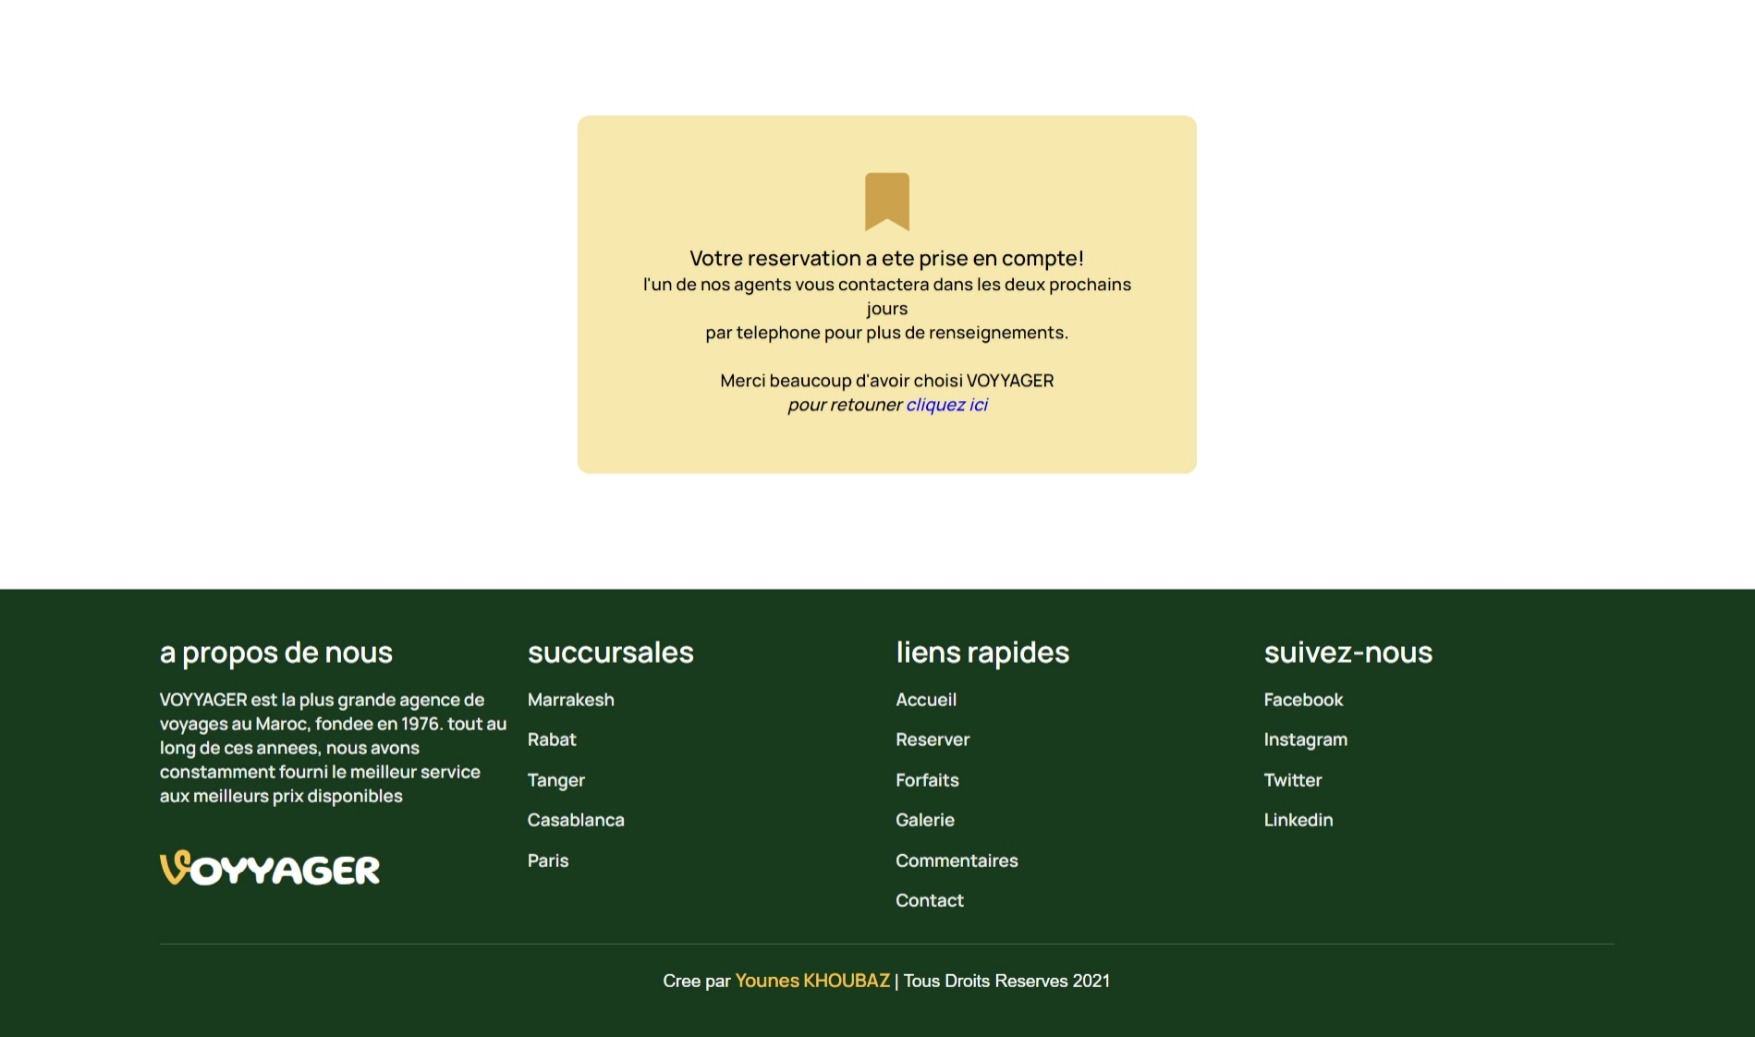 Votre reservation a ete prise en compte!
l'un de nos agents vous contactera dans les deux prochains
jours
par telephone pour plus de renseignements.
Merci beaucoup d'avoir choisi VOYYAGER
pour retouner cliquez ici
a propos de nous
VOYYAGER est la plus grande agence de
voyages au Maroc, fondee en 1976. tout au
long de ces annees, nous avons
constamment fourni le meilleur service
aux meilleurs prix disponibles
VOYYAGER
succursales
Marrakesh
Rabat
Tanger
Casablanca
Paris
liens rapides
Accueil
Reserver
Forfaits
Galerie
Commentaires
Contact
suivez-nous
Facebook
Instagram
Twitter
Linkedin
Cree par Younes KHOUBAZ | Tous Droits Reserves 2021